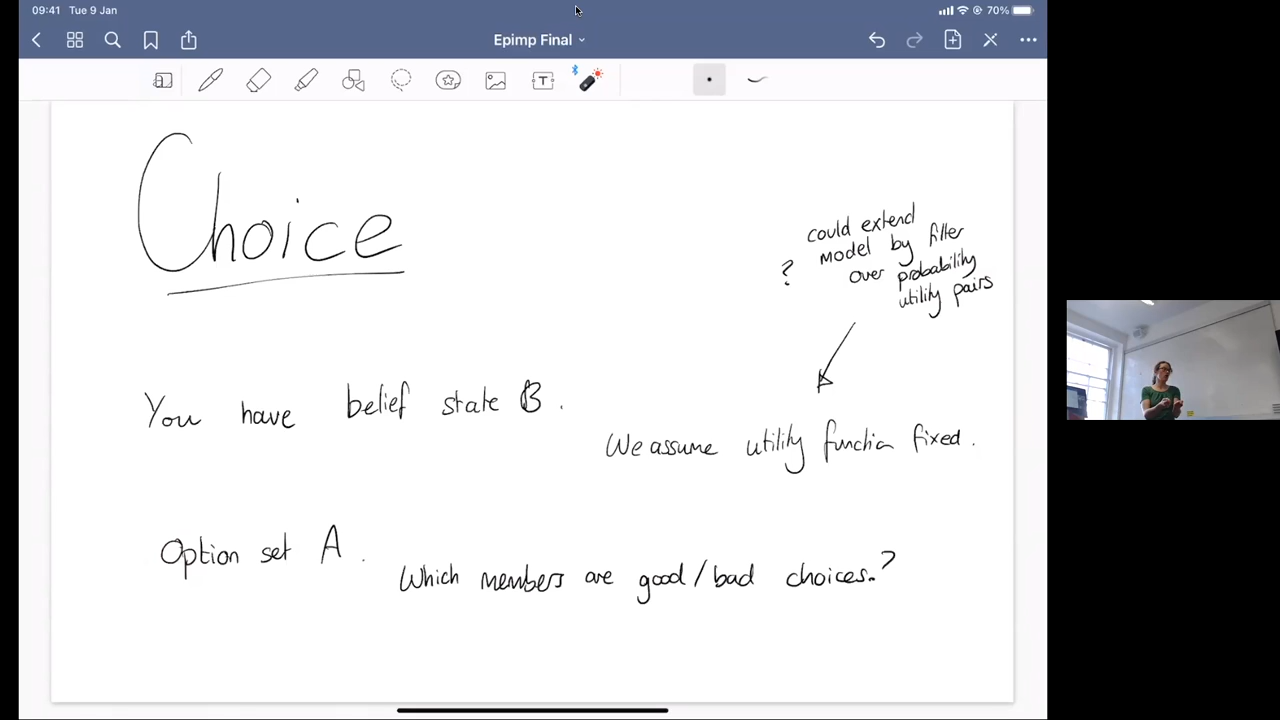 09:41 Tue 9 Jan
70%
Epimp Final
T
Choice
could extend
model by filter
? over probability
utility pairs
You have belief state B.
We assume utility function fixed.
Option set A.
Which members are good/bad choices.?